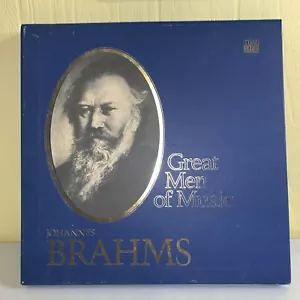 Great
Men
of Music
JOHANNES
BRAHMS